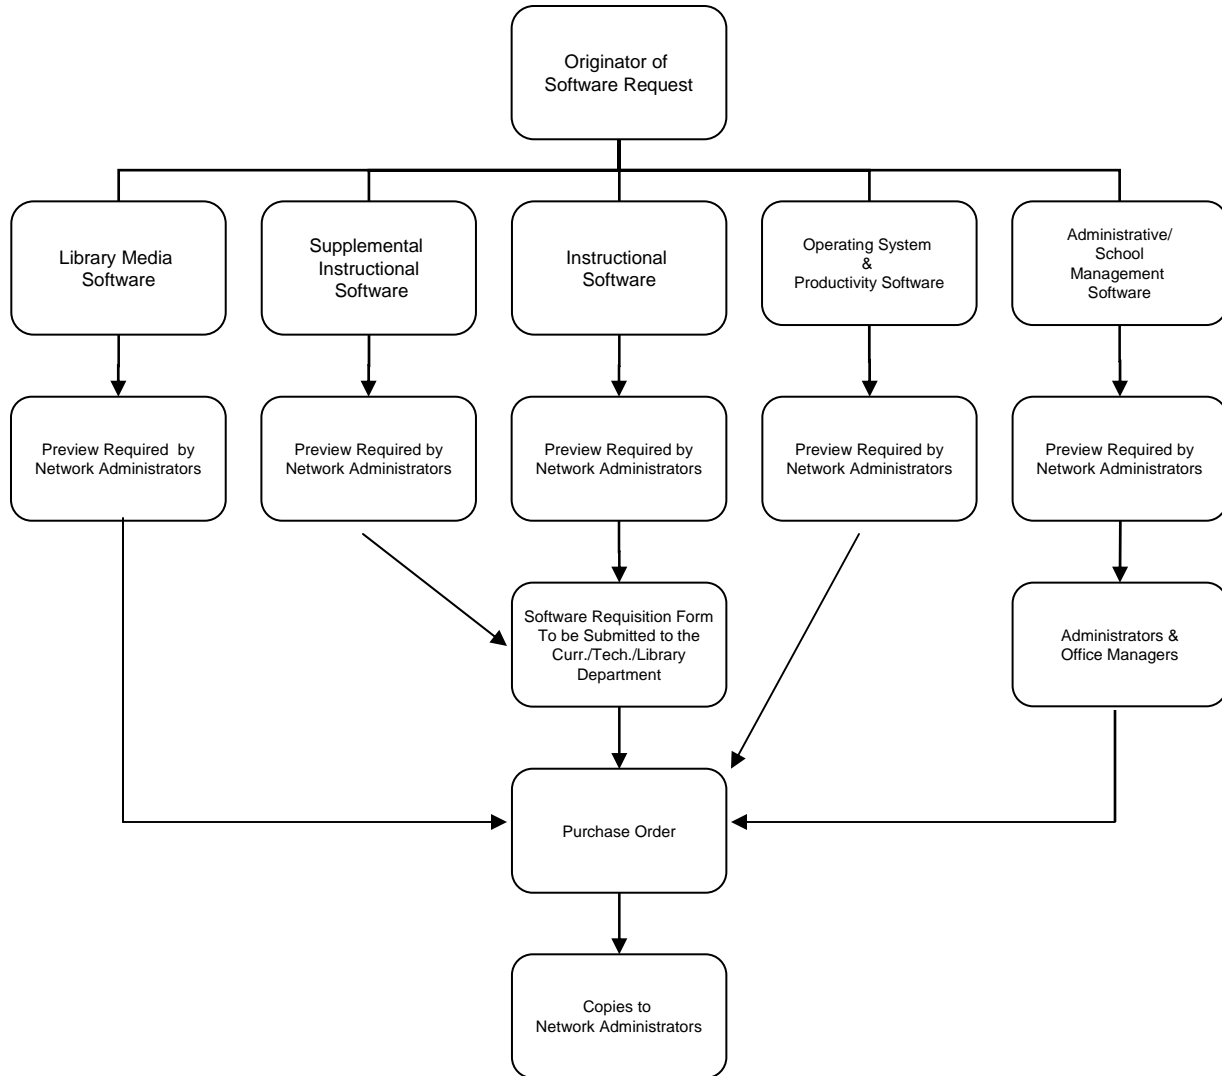 Originator of
Software Request
Library Media
Software
Supplemental
Instructional
Software
Instructional
Software
Operating System
&
Productivity Software
Administrative/
School
Management
Software
Preview Required by
Network Administrators
Preview Required by
Network Administrators
Preview Required by
Network Administrators
Preview Required by
Network Administrators
Preview Required by
Network Administrators
Software Requisition Form
To be Submitted to the
Curr./Tech./Library
Department
Administrators &
Office Managers
Purchase Order
Copies to
Network Administrators